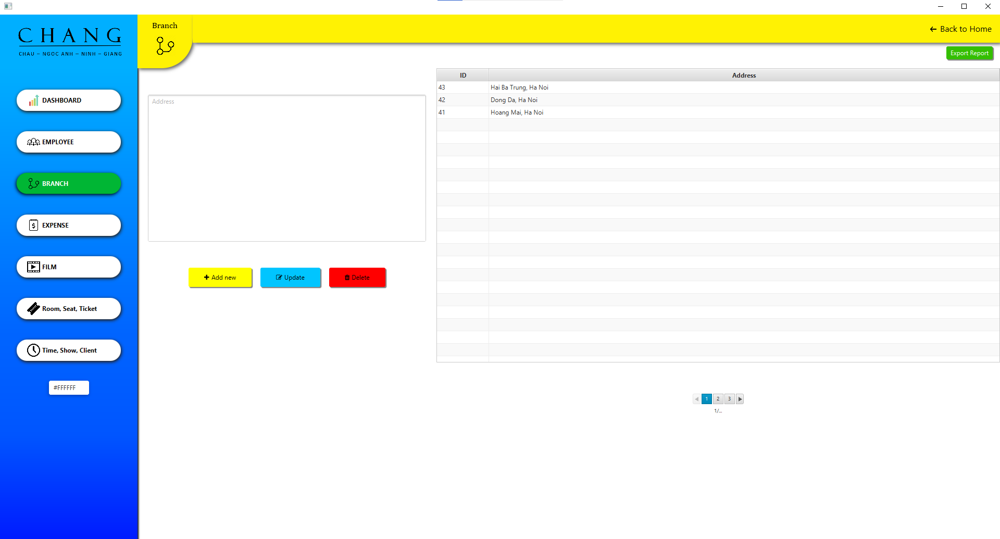 CHANG
CHAU – NGOC ANH – NINH – GIANG
Branch
← Back to Home
Export Report
DASHBOARD
EMPLOYEE
BRANCH
EXPENSE
FILM
Room, Seat, Ticket
Time, Show, Client
#FFFFFF
Address
Add new
Update
Delete
ID Address
43 Hai Ba Trung, Ha Noi
42 Dong Da, Ha Noi
41 Hoang Mai, Ha Noi
1 2 3
1/...